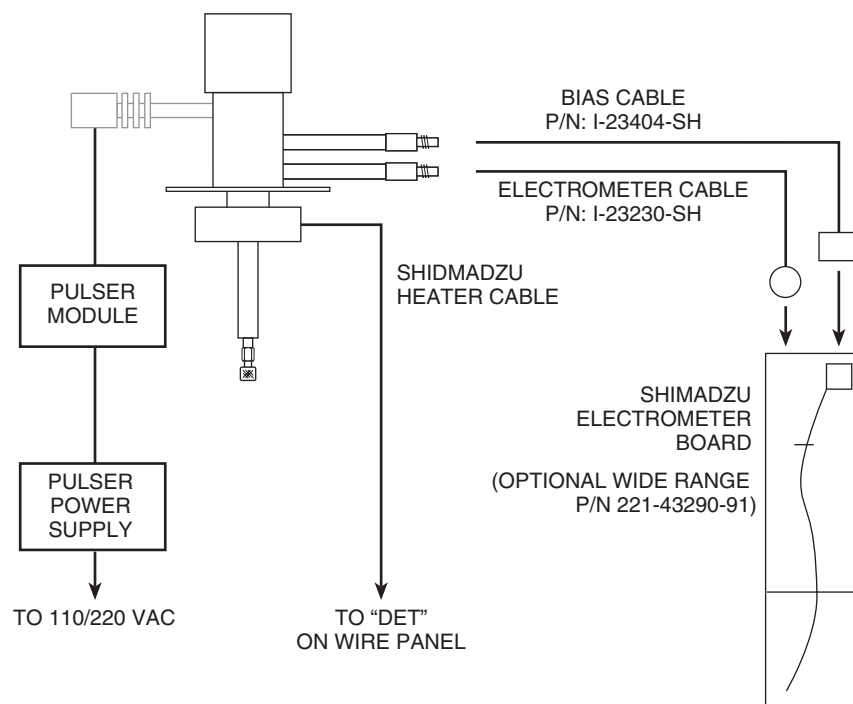 BIAS CABLE
P/N: I-23404-SH
ELECTROMETER CABLE
P/N: I-23230-SH
SHIDMADZU
HEATER CABLE
PULSER
MODULE
SHIMADZU
ELECTROMETER
BOARD
(OPTIONAL WIDE RANGE
P/N 221-43290-91)
PULSER
POWER
SUPPLY
TO 110/220 VAC
TO “DET”
ON WIRE PANEL